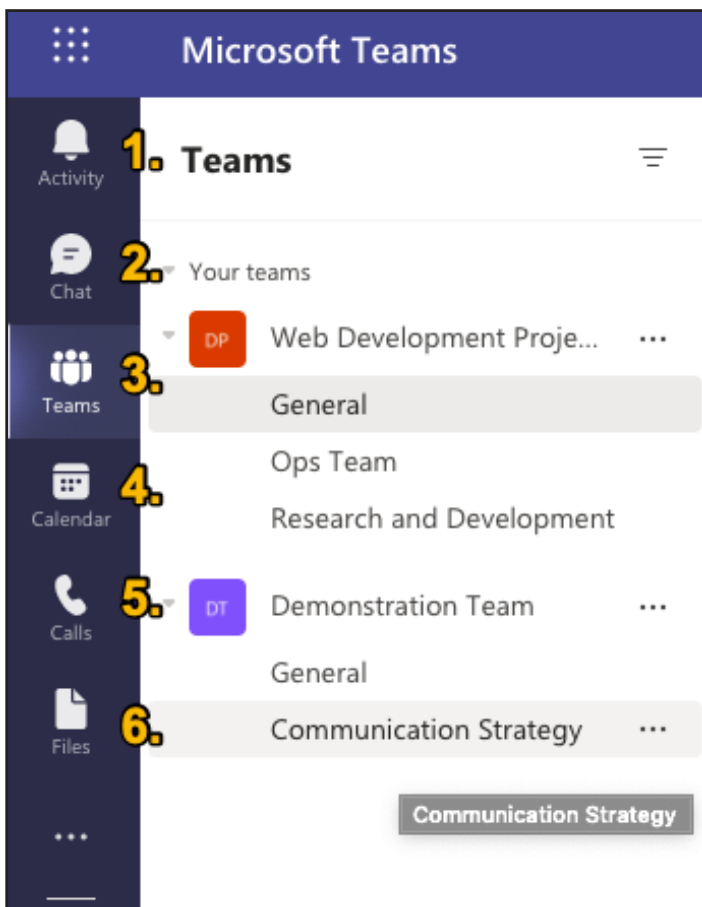 Microsoft Teams
Activity
1.
Teams
Chat
2.
Your teams
DP
Web Development Proje...
Teams
3.
General
Ops Team
Calendar
4.
Research and Development
Calls
5.
DT
Demonstration Team
General
Files
6.
Communication Strategy
Communication Strategy